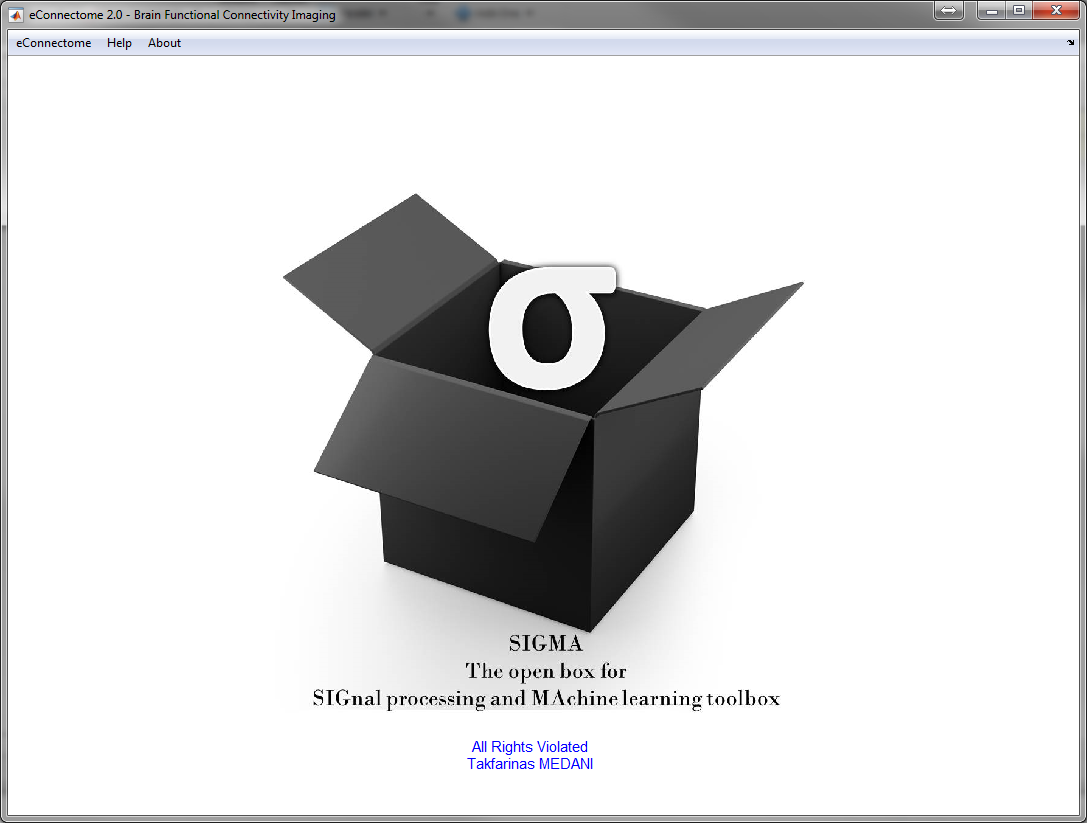 eConnectome 2.0 - Brain Functional Connectivity Imaging
eConnectome Help About
σ
SIGMA
The open box for
SIGnal processing and MAchine learning toolbox
All Rights Violated
Takfarinas MEDANI